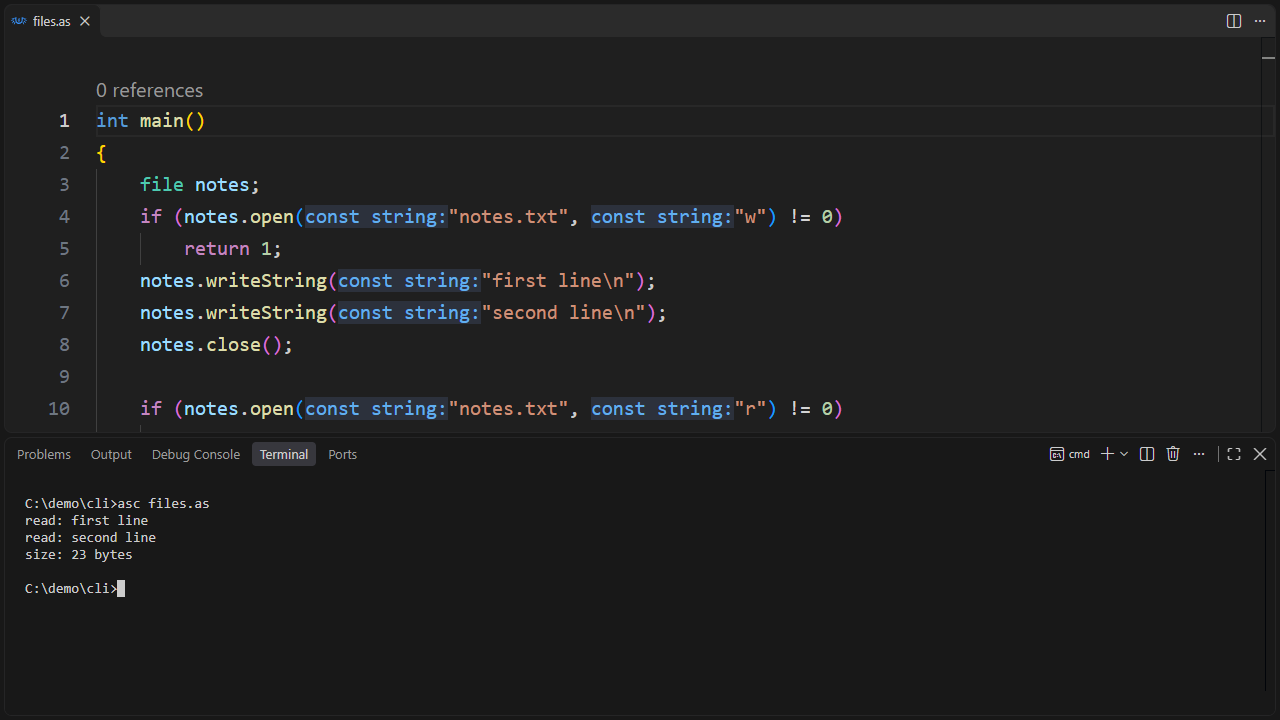 files.as
0 references
1 int main()
2 {
3 file notes;
4 if (notes.open(const string:"notes.txt", const string:"w") != 0)
5 return 1;
6 notes.writeString(const string:"first line\n");
7 notes.writeString(const string:"second line\n");
8 notes.close();
9
10 if (notes.open(const string:"notes.txt", const string:"r") != 0)
Problems Output Debug Console Terminal Ports cmd
C:\demo\cli>asc files.as
read: first line
read: second line
size: 23 bytes
C:\demo\cli>